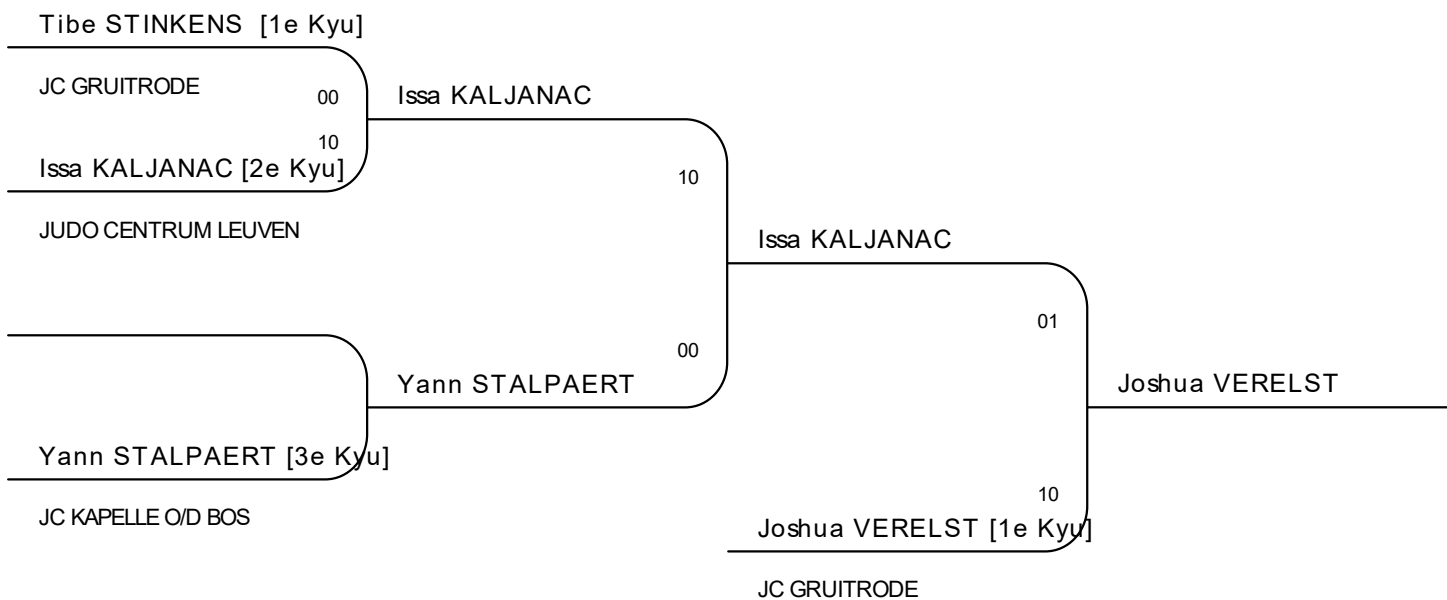 Tibe STINKENS [1e Kyu]
JC GRUITRODE
00
Issa KALJANAC
10
Issa KALJANAC [2e Kyu]
10
JUDO CENTRUM LEUVEN
Issa KALJANAC
01
00
Yann STALPAERT
Joshua VERELST
Yann STALPAERT [3e Kyu]
10
JC KAPELLE O/D BOS
Joshua VERELST [1e Kyu]
JC GRUITRODE